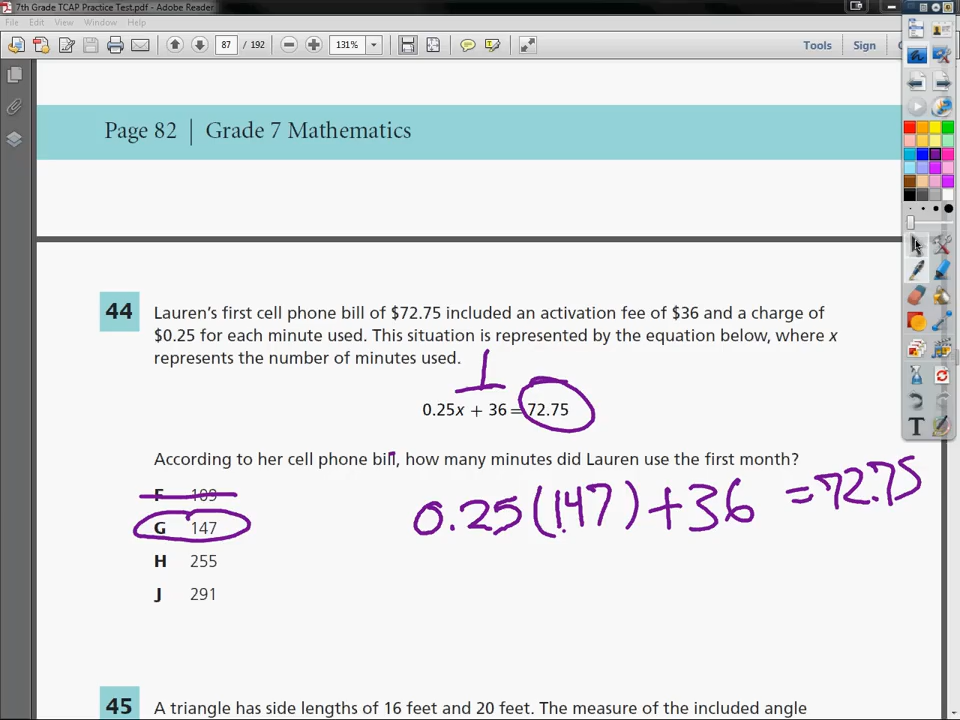 7th Grade TCAP Practice Test.pdf - Adobe Reader
File Edit View Window Help
87 / 192 131% Tools Sign
Page 82 | Grade 7 Mathematics
44 Lauren's first cell phone bill of $72.75 included an activation fee of $36 and a charge of
$0.25 for each minute used. This situation is represented by the equation below, where x
represents the number of minutes used.
0.25x + 36 = 72.75
According to her cell phone bill, how many minutes did Lauren use the first month?
F 109
G 147
H 255
J 291
0.25(147)+36 =72.75
45 A triangle has side lengths of 16 feet and 20 feet. The measure of the included angle